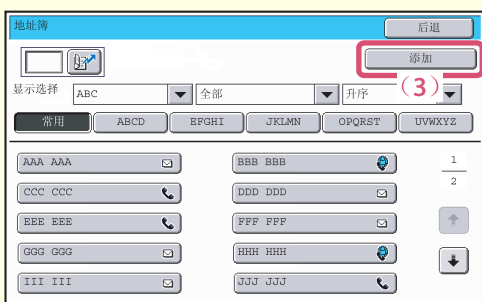 地址簿 后退
添加
(3)
显示选择 ABC 全部 升序
常用 ABCD EFGHI JKLMN OPQRST UVWXYZ
AAA AAA BBB BBB 1
CCC CCC DDD DDD 2
EEE EEE FFF FFF
GGG GGG HHH HHH
III III JJJ JJJ